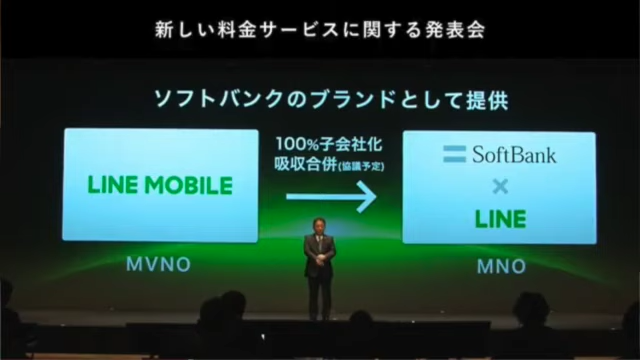 新しい料金サービスに関する発表会
ソフトバンクのブランドとして提供
LINE MOBILE
100%子会社化
吸収合併(協議予定)
SoftBank
×
LINE
MVNO
MNO